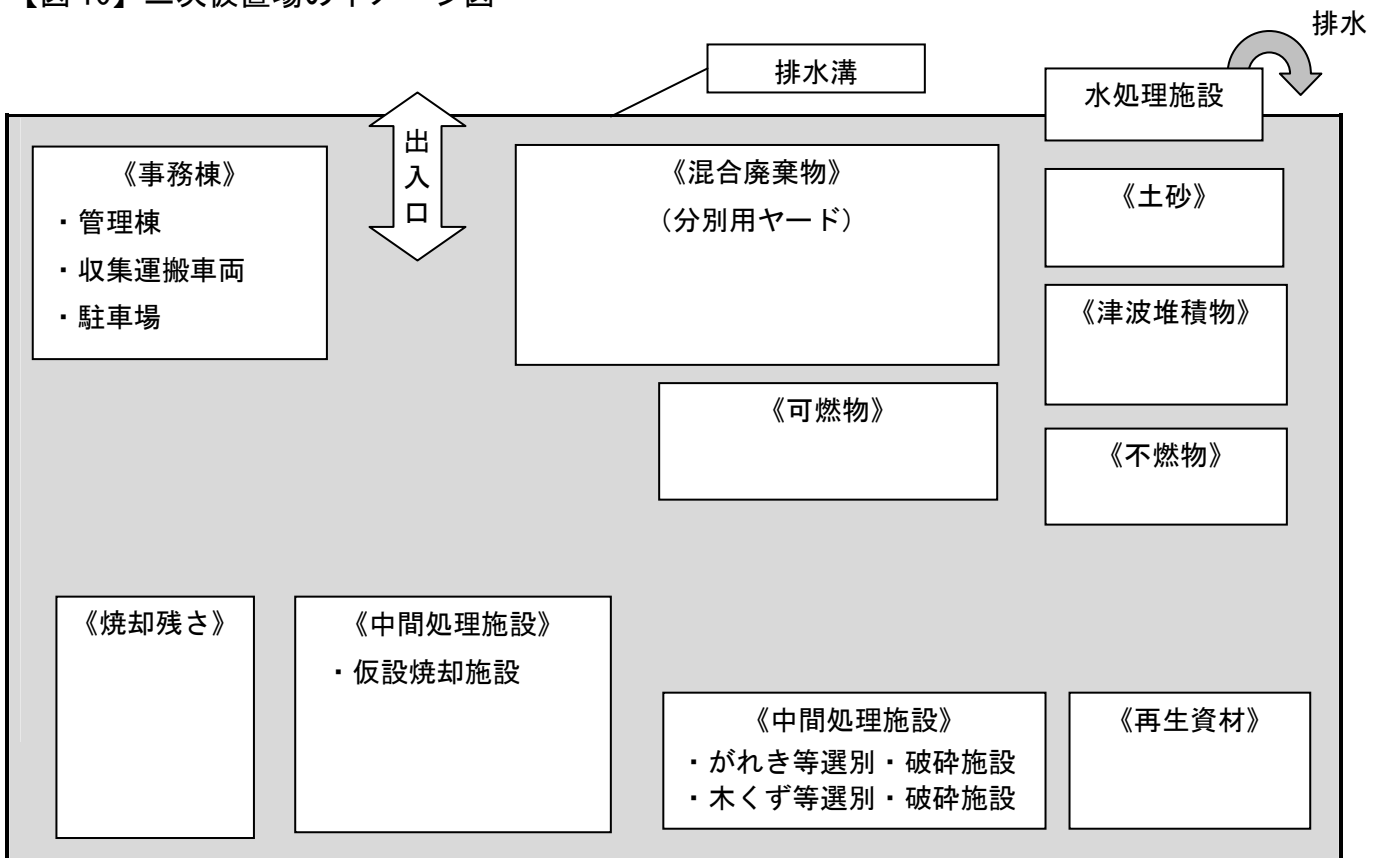 仮置場のイメージ図
排水
排水溝
水処理施設
出
入
口
《事務棟》
・管理棟
・収集運搬車両
・駐車場
《混合廃棄物》
(分別用ヤード)
《土砂》
《津波堆積物》
《可燃物》
《不燃物》
《焼却残さ》
《中間処理施設》
・仮設焼却施設
《中間処理施設》
・がれき等選別・破砕施設
・木くず等選別・破砕施設
《再生資材》